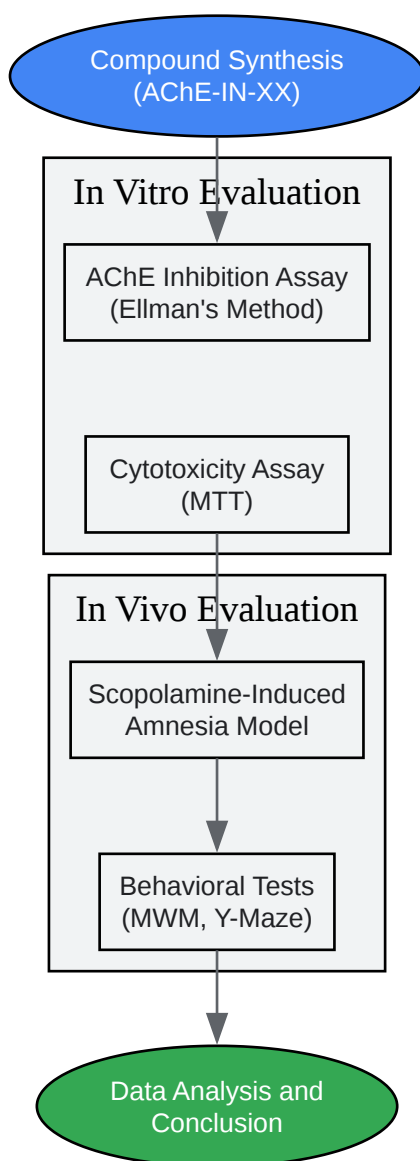 Compound Synthesis
(AChE-IN-XX)
In Vitro Evaluation
AChE Inhibition Assay
(Ellman's Method)
Cytotoxicity Assay
(MTT)
In Vivo Evaluation
Scopolamine-Induced
Amnesia Model
Behavioral Tests
(MWM, Y-Maze)
Data Analysis and
Conclusion